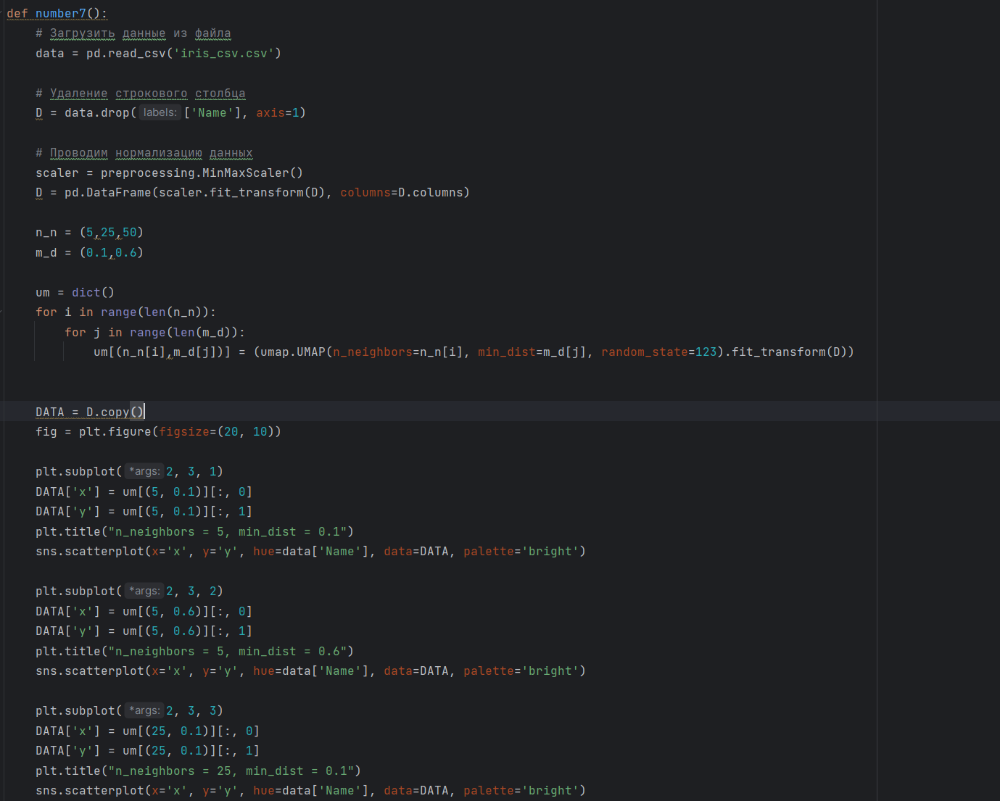 def number7():
    # Загрузить данные из файла
    data = pd.read_csv('iris_csv.csv')
    # Удаление строкового столбца
    D = data.drop( labels: ['Name'], axis=1)
    # Проводим нормализацию данных
    scaler = preprocessing.MinMaxScaler()
    D = pd.DataFrame(scaler.fit_transform(D), columns=D.columns)
    n_n = (5,25,50)
    m_d = (0.1,0.6)
    um = dict()
    for i in range(len(n_n)):
        for j in range(len(m_d)):
            um[(n_n[i],m_d[j])] = (umap.UMAP(n_neighbors=n_n[i], min_dist=m_d[j], random_state=123).fit_transform(D))
    DATA = D.copy()
    fig = plt.figure(figsize=(20, 10))
    plt.subplot( *args: 2, 3, 1)
    DATA['x'] = um[(5, 0.1)][:, 0]
    DATA['y'] = um[(5, 0.1)][:, 1]
    plt.title("n_neighbors = 5, min_dist = 0.1")
    sns.scatterplot(x='x', y='y', hue=data['Name'], data=DATA, palette='bright')
    plt.subplot( *args: 2, 3, 2)
    DATA['x'] = um[(5, 0.6)][:, 0]
    DATA['y'] = um[(5, 0.6)][:, 1]
    plt.title("n_neighbors = 5, min_dist = 0.6")
    sns.scatterplot(x='x', y='y', hue=data['Name'], data=DATA, palette='bright')
    plt.subplot( *args: 2, 3, 3)
    DATA['x'] = um[(25, 0.1)][:, 0]
    DATA['y'] = um[(25, 0.1)][:, 1]
    plt.title("n_neighbors = 25, min_dist = 0.1")
    sns.scatterplot(x='x', y='y', hue=data['Name'], data=DATA, palette='bright')